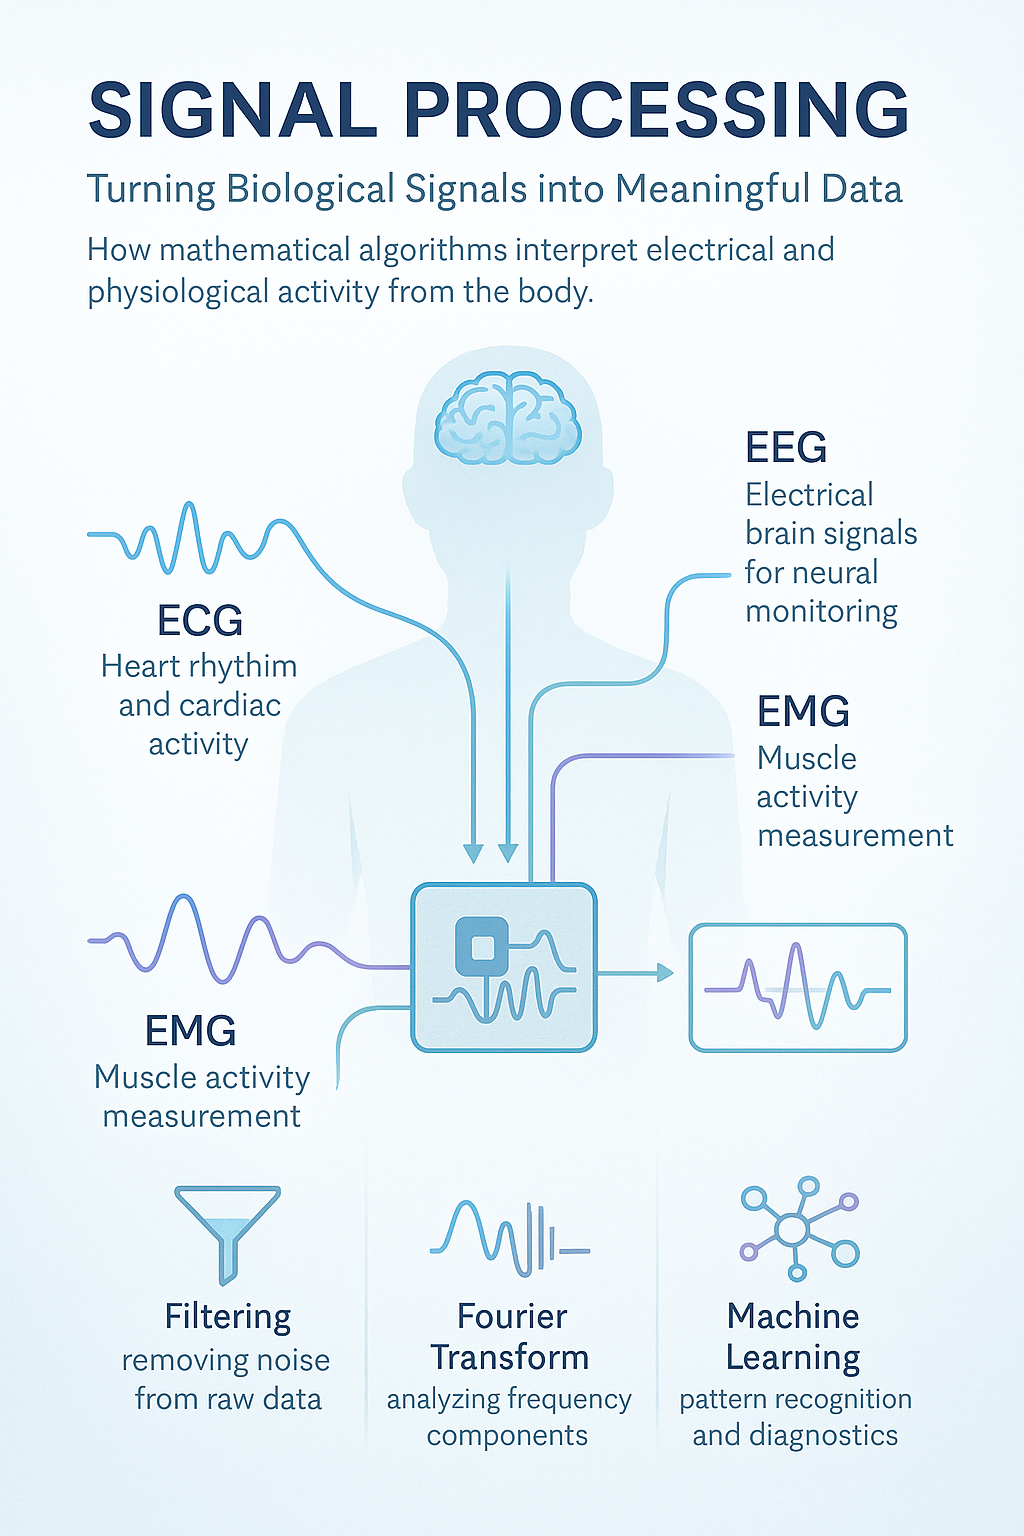 SIGNAL PROCESSING
Turning Biological Signals into Meaningful Data
How mathematical algorithms interpret electrical and
physiological activity from the body.
EEG
Electrical
brain signals
for neural
monitoring
ECG
Heart rhythim
and cardiac
activity
EMG
Muscle
activity
measurement
EMG
Muscle activity
measurement
Filtering
removing noise
from raw data
Fourier
Transform
analyzing frequency
components
Machine
Learning
pattern recognition
and diagnostics